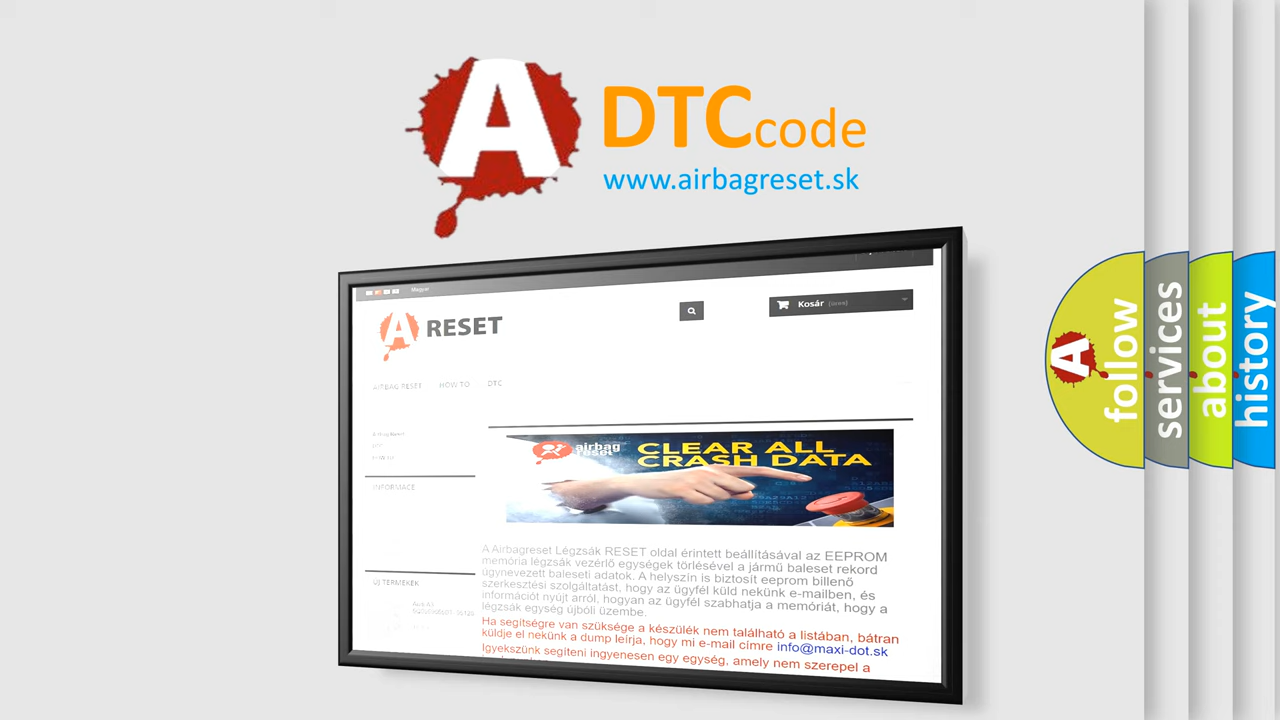 A
DTCcode
www.airbagreset.sk
Magyar
A RESET
Kosár (üres)
AIRBAG RESET HOW TO DTC
DTC
INFORMACE
airbag
reset
CLEAR ALL
CRASH DATA
A Airbagreset Légzsák RESET oldal érintett beállításával az EEPROM
memória légzsák vezérlő egységek törlésével a jármű baleset rekord
úgynevezett baleseti adatok. A helyszín is biztosít eeprom billenő
szerkesztési szolgáltatást, hogy az ügyfél küld nekünk e-mailben, és
információt nyújt arról, hogyan az ügyfél szabhatja a memóriát, hogy a
légzsák egység újbóli üzembe.
Ha segítségre van szüksége a készülék nem található a listában, bátran
küldje el nekünk a dump leírja, hogy mi e-mail címre info@maxi-dot.sk
Igyekszünk segíteni ingyenesen egy egység, amely nem szerepel a
ÚJ TERMÉKEK
A follow
services
about
history